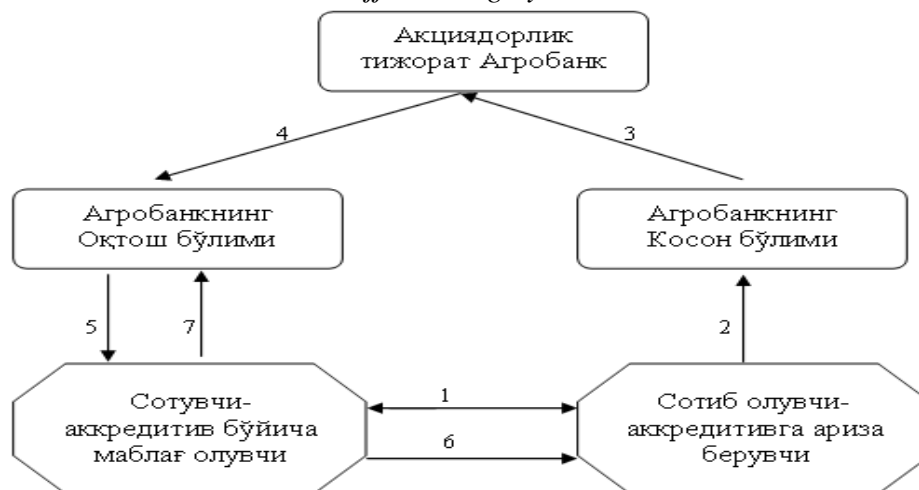 Акциядорлик
тижорат Агробанк
4
3
Агробанкнинг
Оқтош бўлими
Агробанкнинг
Косон бўлими
5
7
2
Сотувчи-
аккредитив бўйича
маблағ олувчи
1
6
Сотиб олувчи-
аккредитивга ариза
берувчи